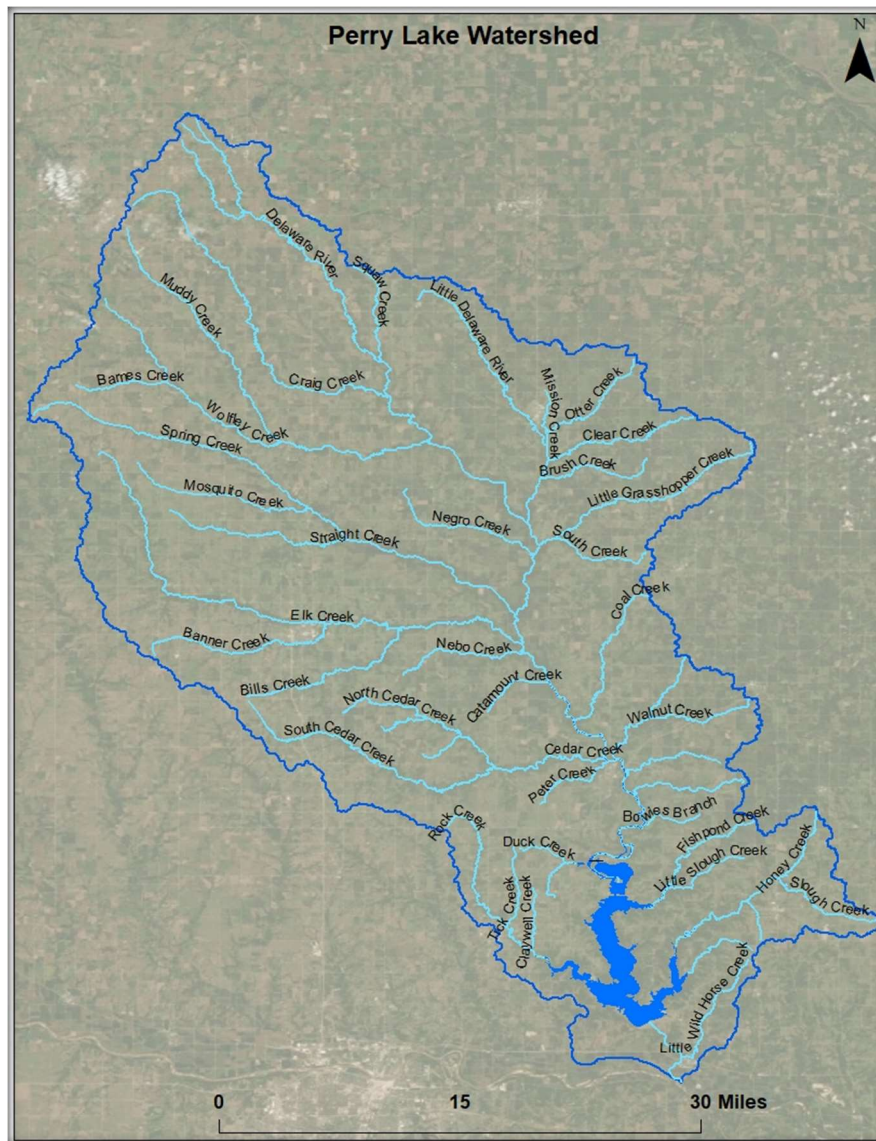 Perry Lake Watershed
N
Delaware River
Squaw Creek
Little Delaware River
Muddy Creek
Mission Creek
Otter Creek
Barnes Creek
Craig Creek
Wolfley Creek
Clear Creek
Spring Creek
Brush Creek
Little Grasshopper Creek
Mosquito Creek
Negro Creek
Straight Creek
South Creek
Coal Creek
Elk Creek
Banner Creek
Nebo Creek
Bills Creek
Catamount Creek
North Cedar Creek
Walnut Creek
South Cedar Creek
Cedar Creek
Peter Creek
Bowies Branch
Rock Creek
Fishpond Creek
Duck Creek
Little Slough Creek
Honey Creek
Slough Creek
Tick Creek
Claywell Creek
Little Wild Horse Creek
0 15 30 Miles